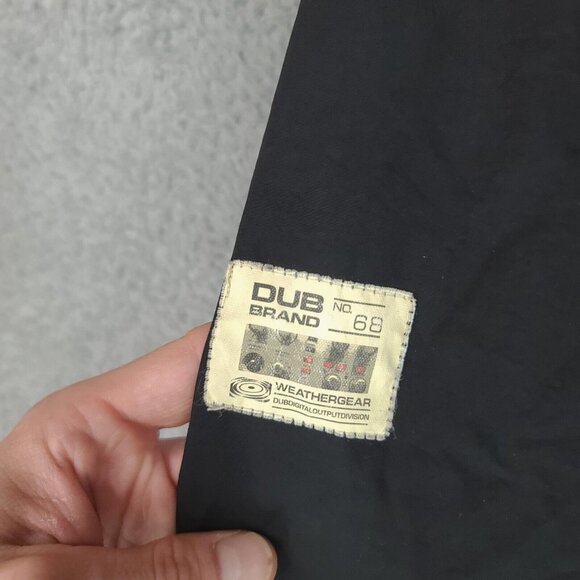 DUB
BRAND
NO.
68
WEATHERGEAR
DUBDIGITALOUTPUTDIVISION